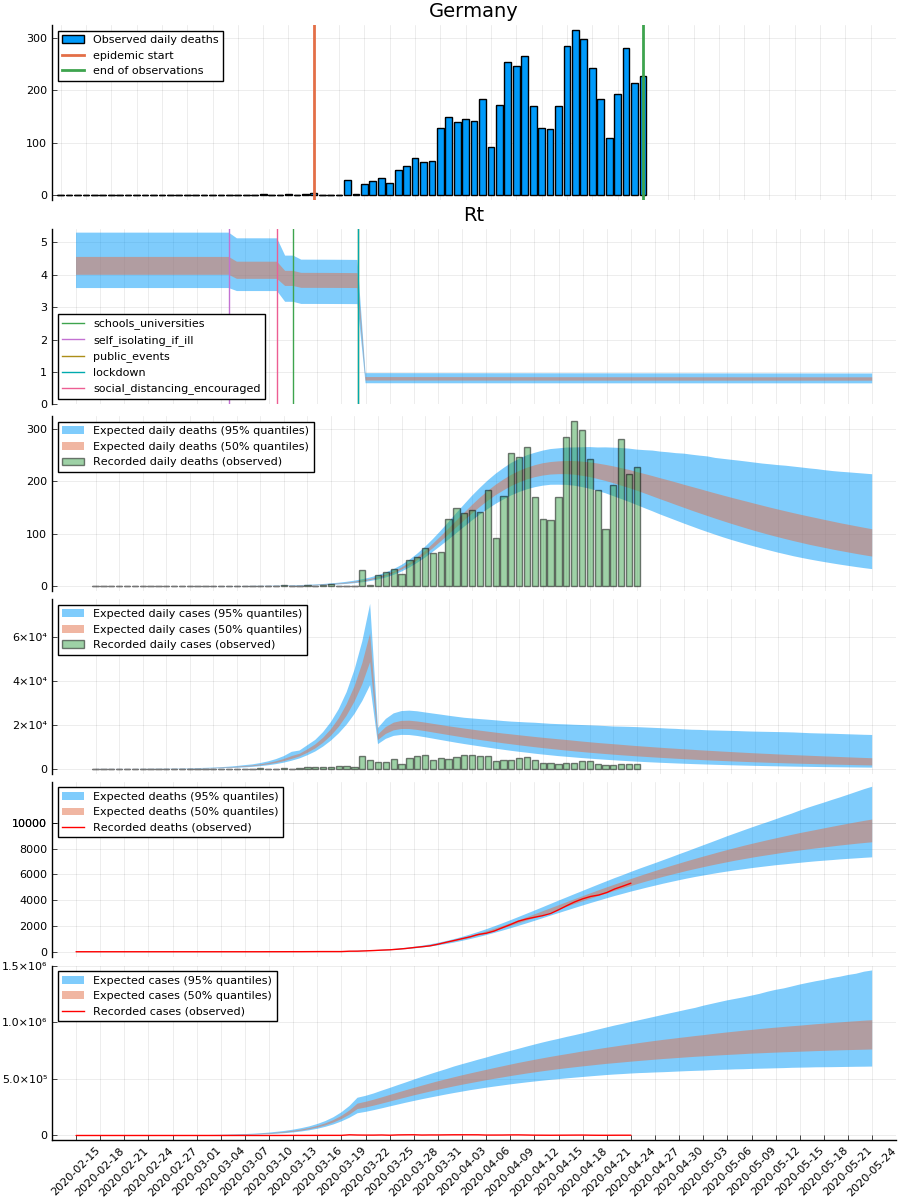 Germany
Observed daily deaths
epidemic start
end of observations
300
200
100
0
Rt
5
4
3
2
1
0
schools_universities
self_isolating_if_ill
public_events
lockdown
social_distancing_encouraged
Expected daily deaths (95% quantiles)
Expected daily deaths (50% quantiles)
Recorded daily deaths (observed)
300
200
100
0
Expected daily cases (95% quantiles)
Expected daily cases (50% quantiles)
Recorded daily cases (observed)
6×10⁴
4×10⁴
2×10⁴
0
Expected deaths (95% quantiles)
Expected deaths (50% quantiles)
Recorded deaths (observed)
10000
8000
6000
4000
2000
0
Expected cases (95% quantiles)
Expected cases (50% quantiles)
Recorded cases (observed)
1.5×10⁶
1.0×10⁶
5.0×10⁵
0
2020-02-15
2020-02-18
2020-02-21
2020-02-24
2020-02-27
2020-03-01
2020-03-04
2020-03-07
2020-03-10
2020-03-13
2020-03-16
2020-03-19
2020-03-22
2020-03-25
2020-03-28
2020-03-31
2020-04-03
2020-04-06
2020-04-09
2020-04-12
2020-04-15
2020-04-18
2020-04-21
2020-04-24
2020-04-27
2020-04-30
2020-05-03
2020-05-06
2020-05-09
2020-05-12
2020-05-15
2020-05-18
2020-05-21
2020-05-24